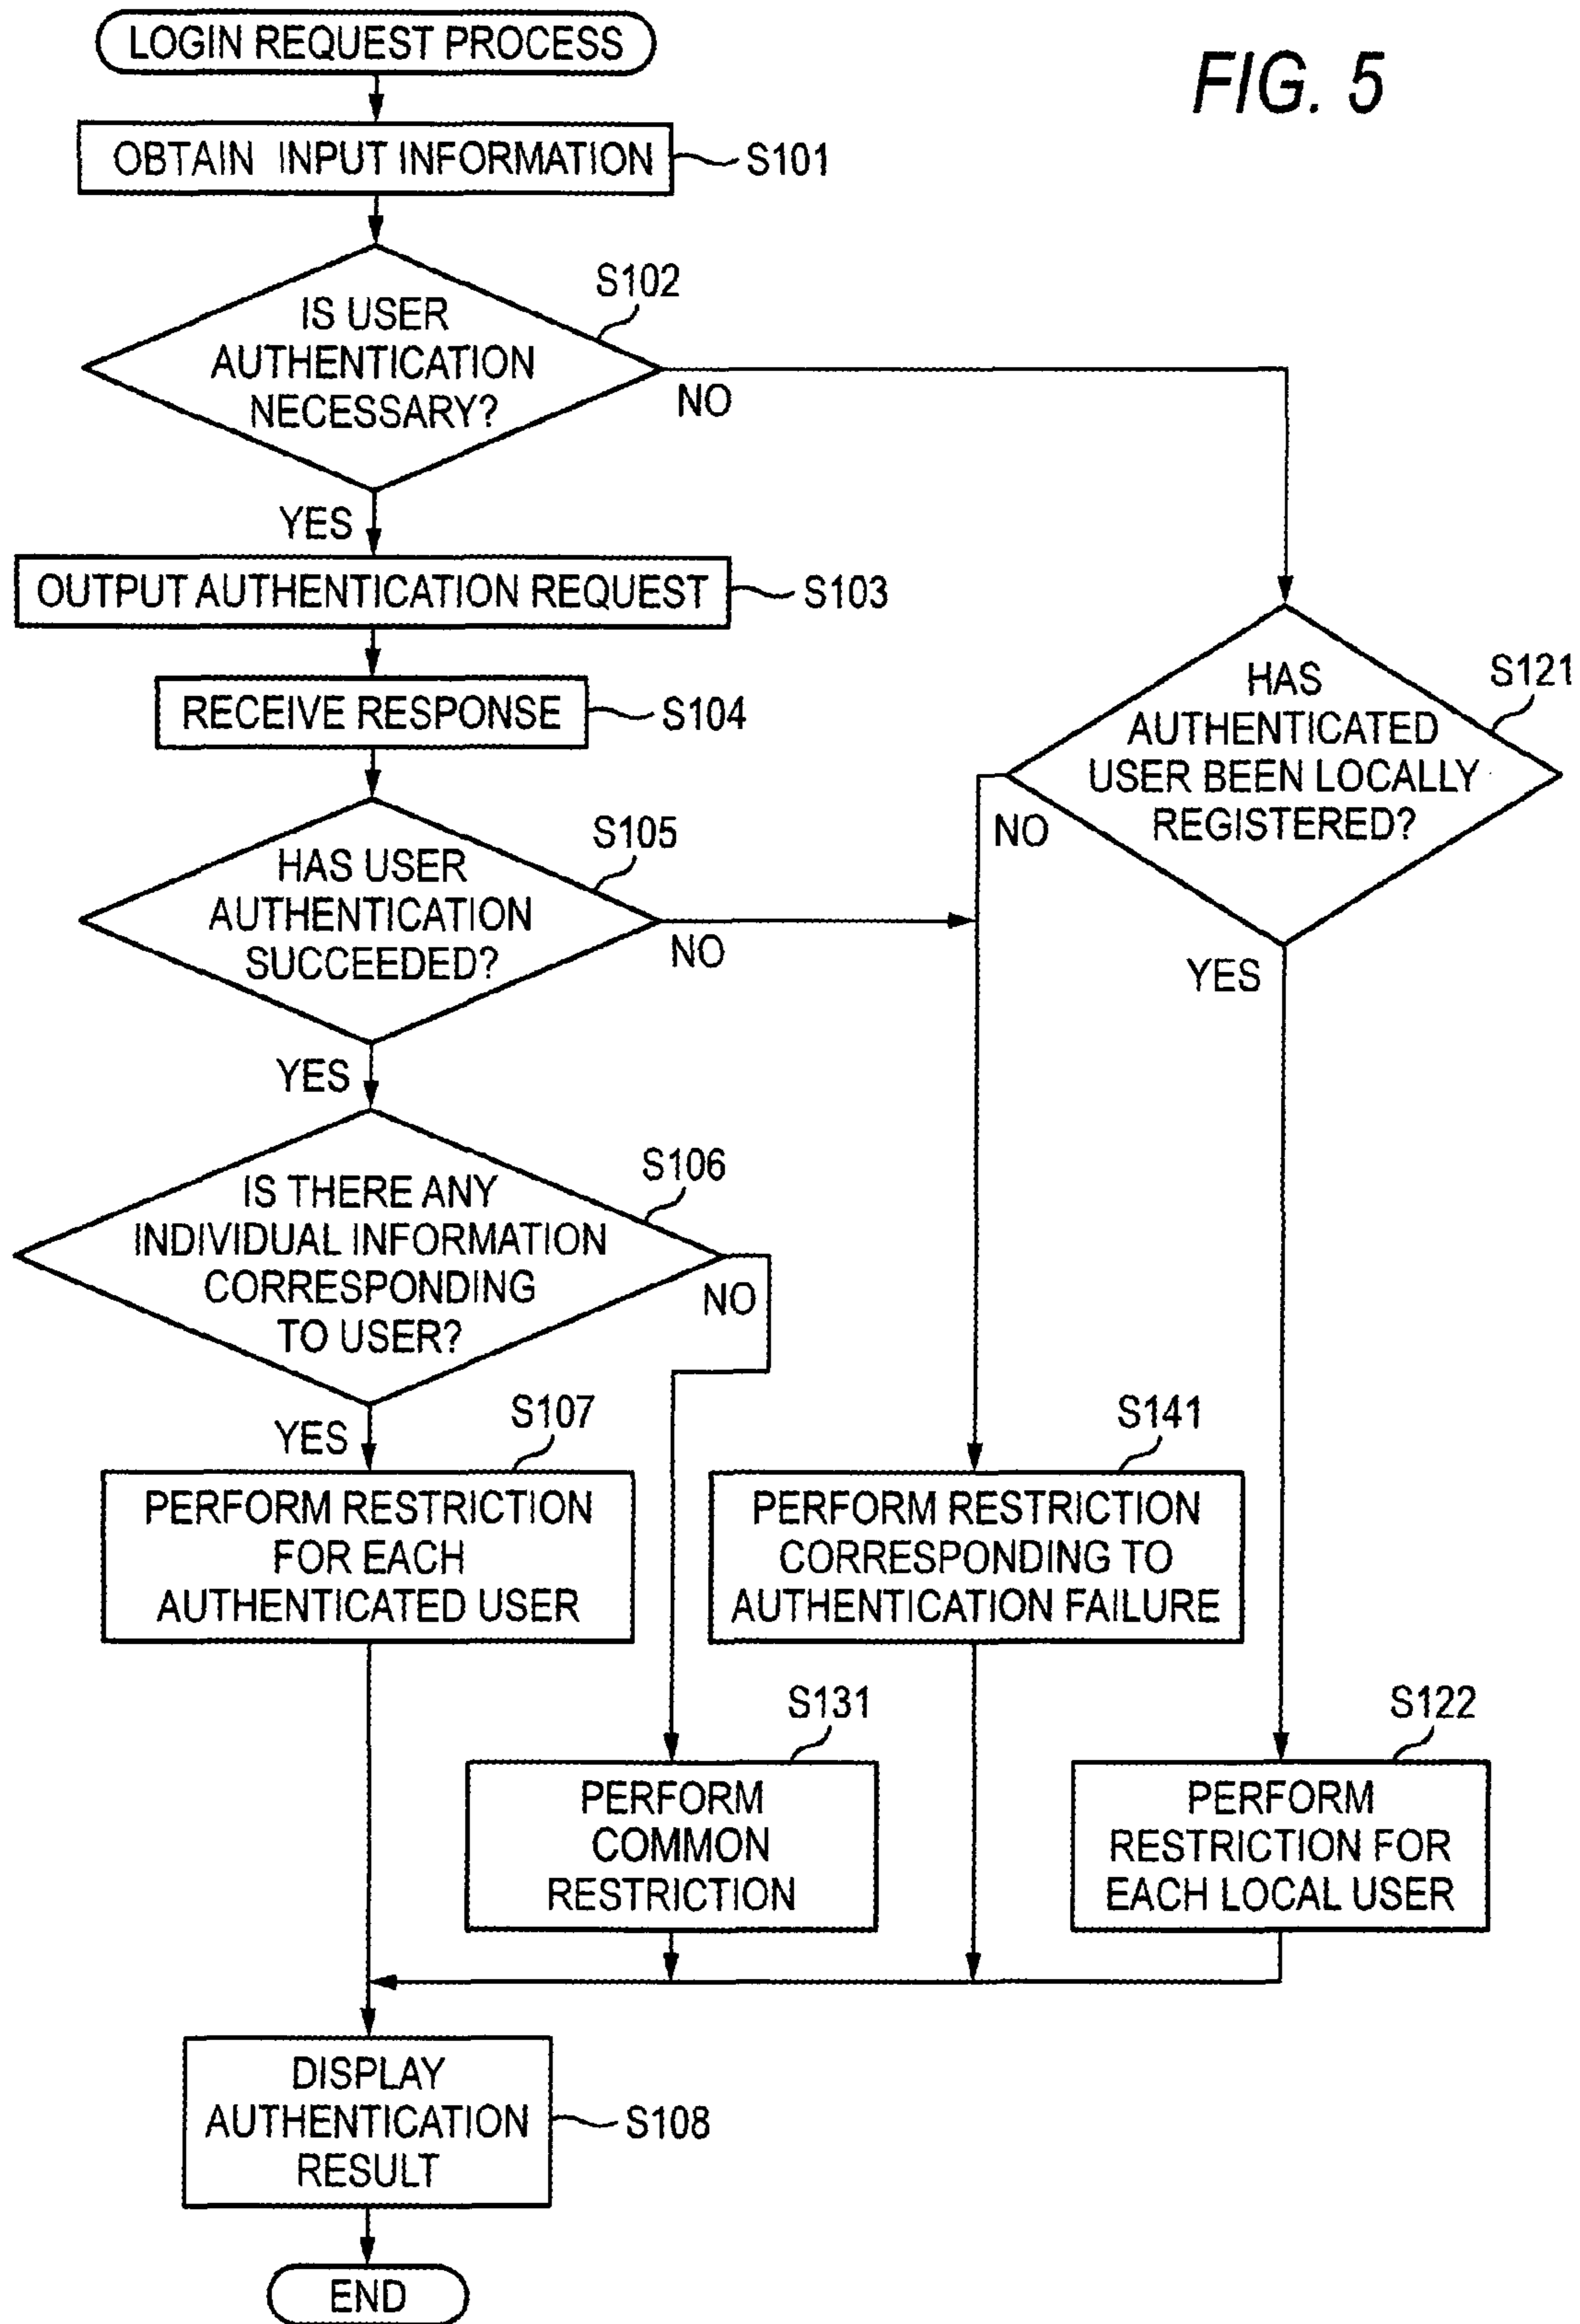 LOGIN REQUEST PROCESS
FIG. 5
OBTAIN INPUT INFORMATION
S101
S102
IS USER
AUTHENTICATION
NECESSARY?
NO
YES
OUTPUT AUTHENTICATION REQUEST
S103
RECEIVE RESPONSE
S104
S121
HAS
AUTHENTICATED
USER BEEN LOCALLY
REGISTERED?
NO
YES
S105
HAS USER
AUTHENTICATION
SUCCEEDED?
NO
YES
S106
IS THERE ANY
INDIVIDUAL INFORMATION
CORRESPONDING
TO USER?
NO
YES
S107
PERFORM RESTRICTION
FOR EACH
AUTHENTICATED USER
S141
PERFORM RESTRICTION
CORRESPONDING TO
AUTHENTICATION FAILURE
S131
PERFORM
COMMON
RESTRICTION
S122
PERFORM
RESTRICTION FOR
EACH LOCAL USER
DISPLAY
AUTHENTICATION
RESULT
S108
END